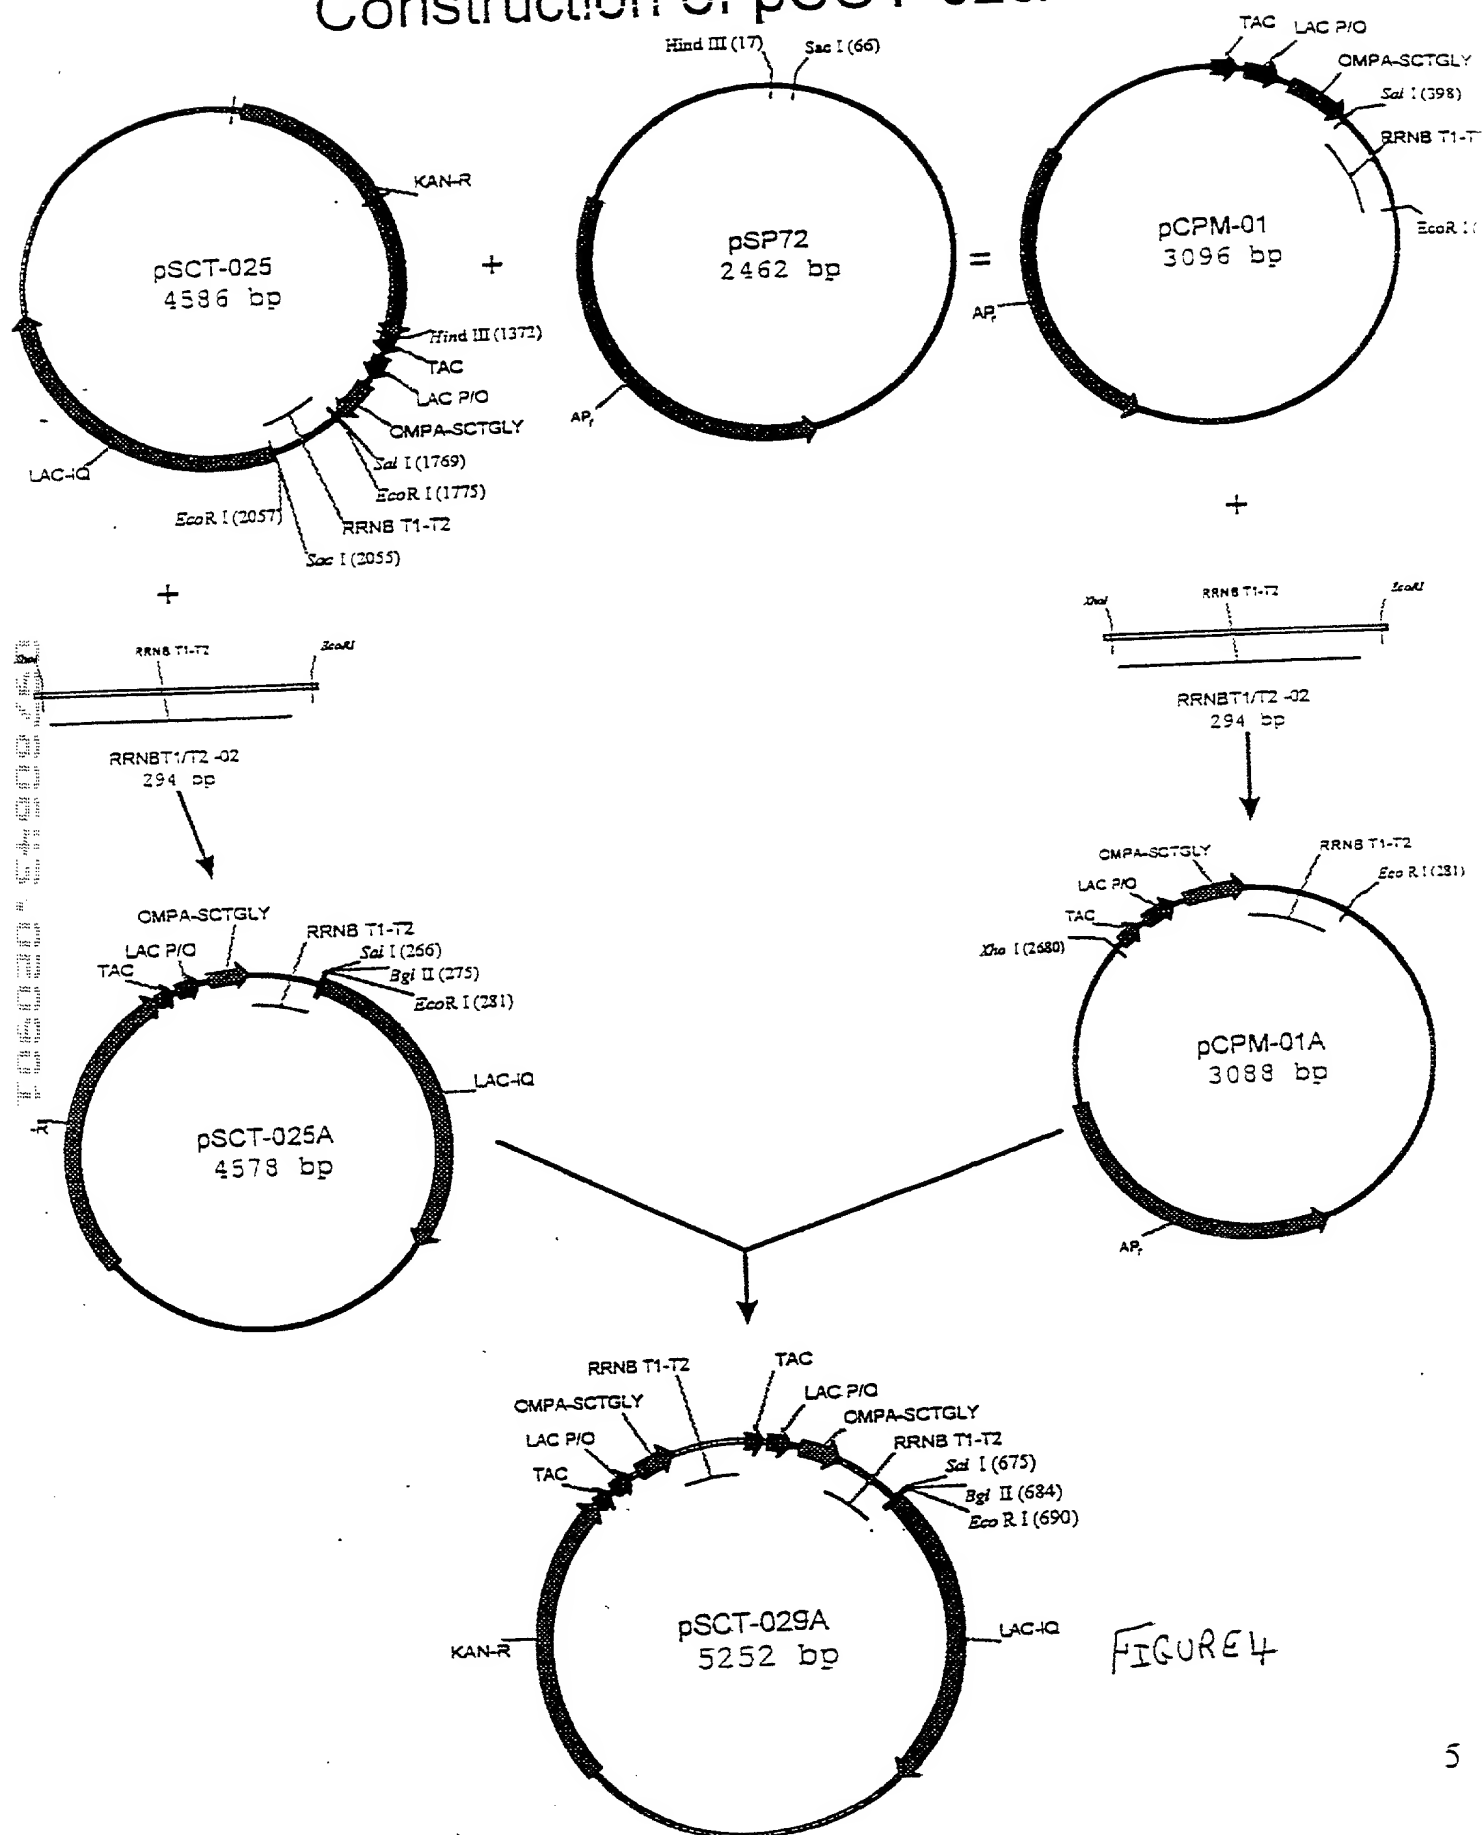 Construction of
Hind III (17)
Sac I (66)
TAC
LAC P/O
OMPA-SCTGLY
Sal I (398)
RRNB T1-T
EcoR I (
KAN-R
pSCT-025
4586 bp
+
pSP72
2462 bp
=
pCPM-01
3096 bp
APr
Hind III (1372)
TAC
LAC P/O
OMPA-SCTGLY
Sal I (1769)
EcoR I (1775)
RRNB T1-T2
Sac I (2055)
EcoR I (2057)
LAC-IQ
APr
+
+
XhoI
RRNB T1-T2
EcoRI
RRNBT1/T2 -02
294 bp
XhoI
RRNB T1-T2
EcoRI
RRNBT1/T2 -02
294 bp
OMPA-SCTGLY
LAC P/O
TAC
RRNB T1-T2
Sal I (266)
Bgl II (275)
EcoR I (281)
LAC-IQ
-R
pSCT-025A
4578 bp
OMPA-SCTGLY
LAC P/O
TAC
Xho I (2680)
RRNB T1-T2
Eco R I (281)
pCPM-01A
3088 bp
APr
RRNB T1-T2
OMPA-SCTGLY
LAC P/O
TAC
TAC
LAC P/O
OMPA-SCTGLY
RRNB T1-T2
Sal I (675)
Bgl II (684)
Eco R I (690)
KAN-R
pSCT-029A
5252 bp
LAC-IQ
FIGURE 4
5